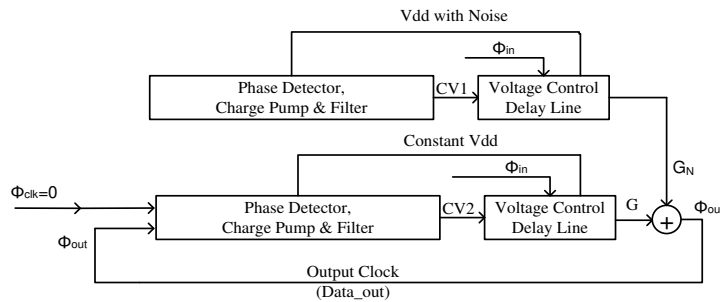 Vdd with Noise
Φin
Phase Detector,
Charge Pump & Filter
CV1
Voltage Control
Delay Line
Constant Vdd
GN
Φin
Φclk=0
Phase Detector,
Charge Pump & Filter
CV2
Voltage Control
Delay Line
G
+
Φou
Φout
Output Clock
(Data_out)